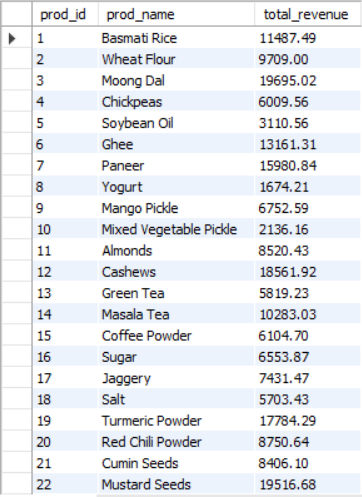 prod_id prod_name total_revenue
1 Basmati Rice 11487.49
2 Wheat Flour 9709.00
3 Moong Dal 19695.02
4 Chickpeas 6009.56
5 Soybean Oil 3110.56
6 Ghee 13161.31
7 Paneer 15980.84
8 Yogurt 1674.21
9 Mango Pickle 6752.59
10 Mixed Vegetable Pickle 2136.16
11 Almonds 8520.43
12 Cashews 18561.92
13 Green Tea 5819.23
14 Masala Tea 10283.03
15 Coffee Powder 6104.70
16 Sugar 6553.87
17 Jaggery 7431.47
18 Salt 5703.43
19 Turmeric Powder 17784.29
20 Red Chili Powder 8750.64
21 Cumin Seeds 8406.10
22 Mustard Seeds 19516.68